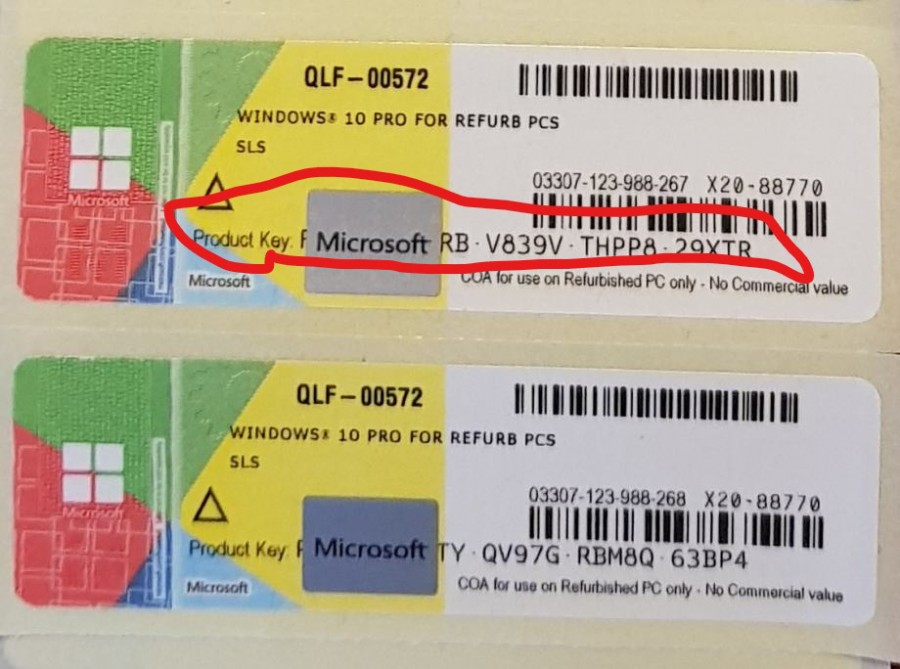 QLF-00572
WINDOWS® 10 PRO FOR REFURB PCS
SLS
03307-123-988-267 X20-88770
Microsoft
Product Key: F Microsoft RB · V839V · THPP8 · 29XTR
Microsoft
COA for use on Refurbished PC only - No Commercial value
QLF-00572
WINDOWS® 10 PRO FOR REFURB PCS
SLS
03307-123-988-268 X20-88770
Microsoft
Product Key: F Microsoft TY · QV97G · RBM8Q · 63BP4
Microsoft
COA for use on Refurbished PC only - No Commercial value